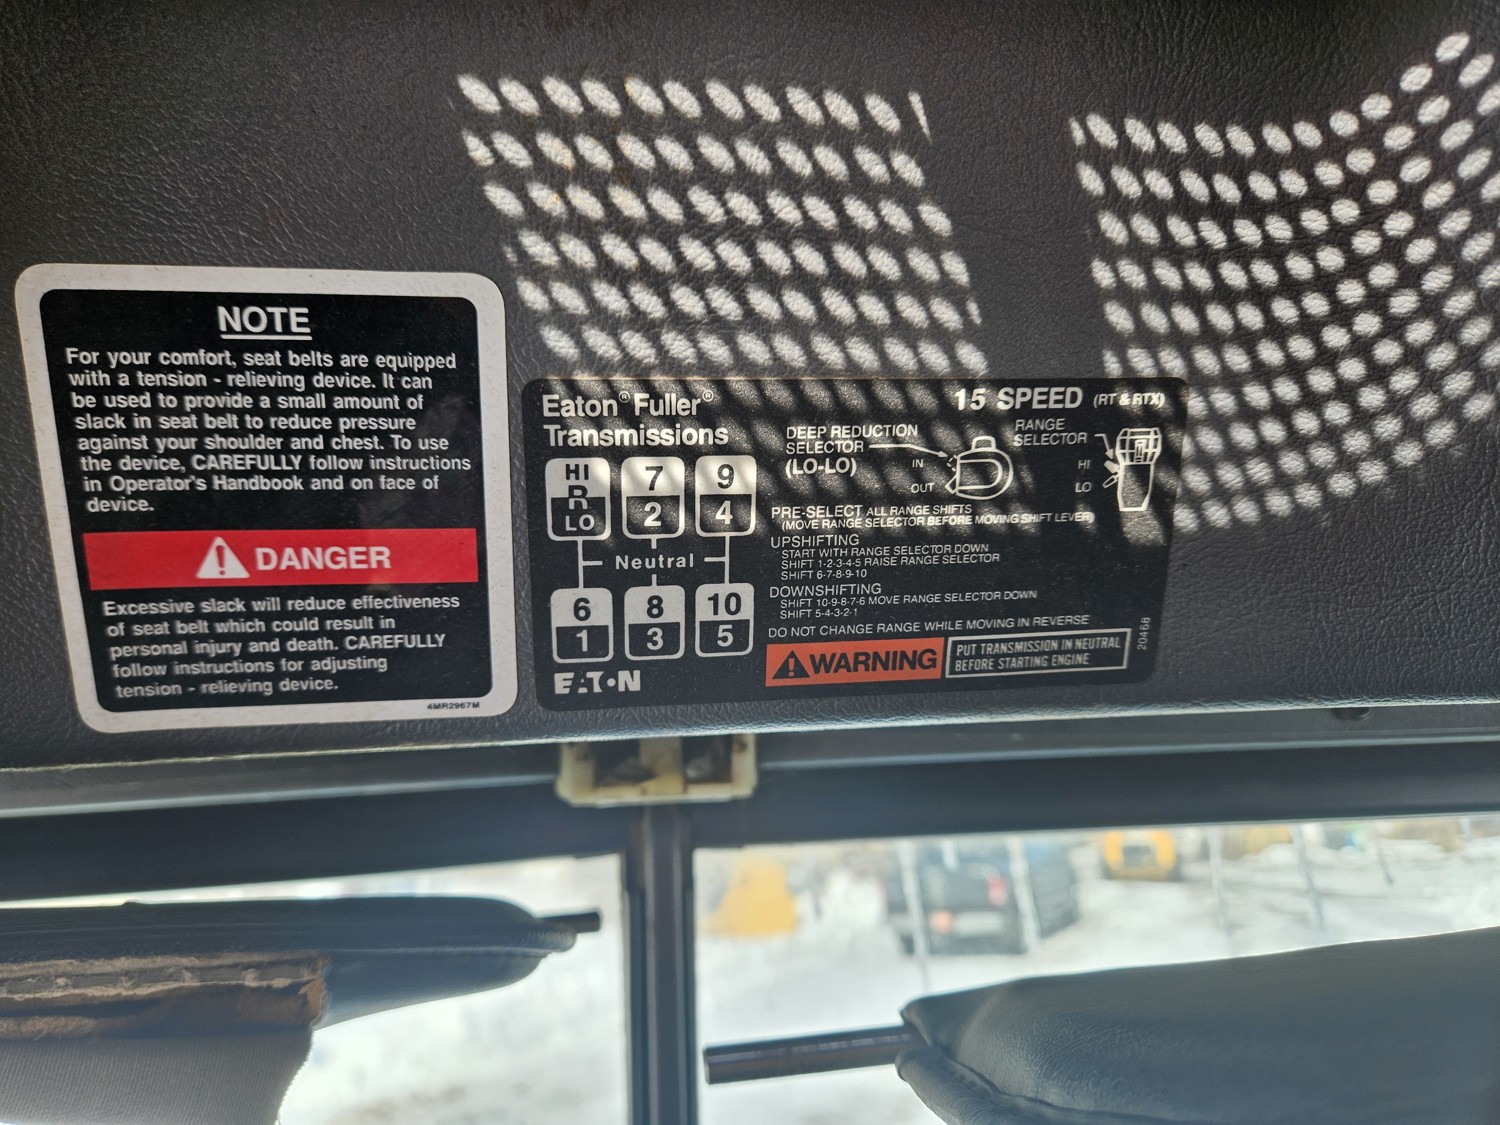 NOTE
For your comfort, seat belts are equipped
with a tension - relieving device. It can
be used to provide a small amount of
slack in seat belt to reduce pressure
against your shoulder and chest. To use
the device, CAREFULLY follow instructions
in Operator's Handbook and on face of
device.
DANGER
Excessive slack will reduce effectiveness
of seat belt which could result in
personal injury and death. CAREFULLY
follow instructions for adjusting
tension - relieving device.
4MR2967M
Eaton® Fuller®
Transmissions
15 SPEED (RT & RTX)
HI
R
LO
7
2
9
4
Neutral
6
1
8
3
10
5
EATON
DEEP REDUCTION
SELECTOR
(LO-LO)
IN
OUT
RANGE
SELECTOR
HI
LO
PRE-SELECT ALL RANGE SHIFTS
(MOVE RANGE SELECTOR BEFORE MOVING SHIFT LEVER)
UPSHIFTING
START WITH RANGE SELECTOR DOWN
SHIFT 1-2-3-4-5 RAISE RANGE SELECTOR
SHIFT 6-7-8-9-10
DOWNSHIFTING
SHIFT 10-9-8-7-6 MOVE RANGE SELECTOR DOWN
SHIFT 5-4-3-2-1
DO NOT CHANGE RANGE WHILE MOVING IN REVERSE
WARNING
PUT TRANSMISSION IN NEUTRAL
BEFORE STARTING ENGINE
20468